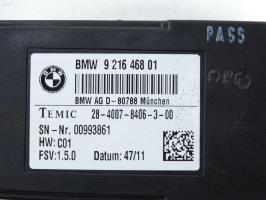 PASS
BMW 9 216 468 01
BMW AG D-80788 München
TEMIC 28-4007-8406-3-00
SN-Nr. 00993861
HW: C01
FSV:1.5.0 Datum: 47/11